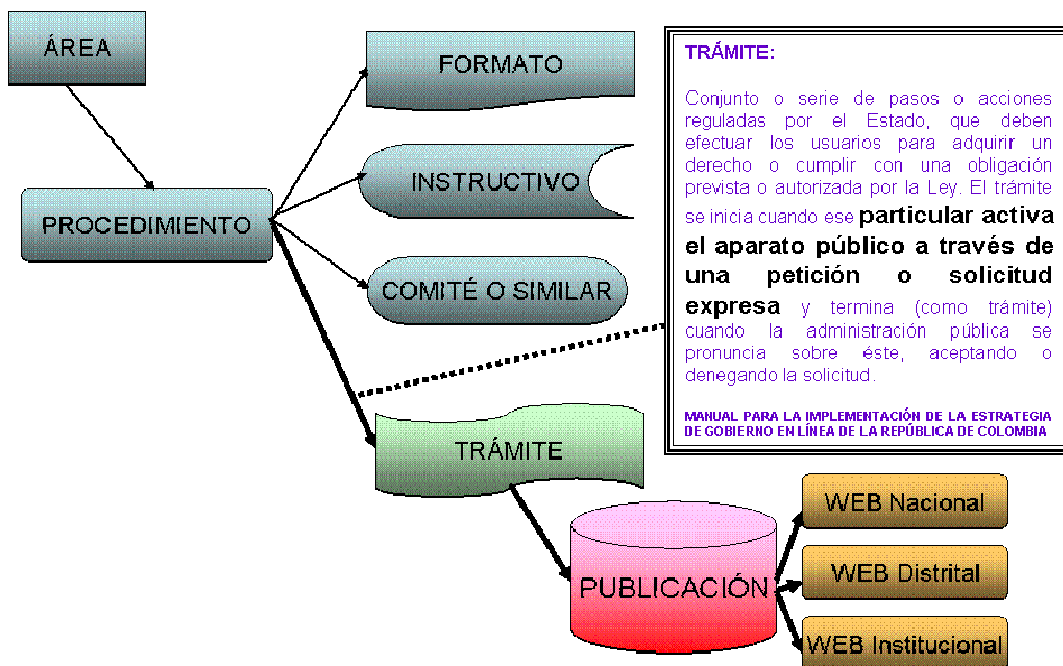 ÁREA
PROCEDIMIENTO
FORMATO
INSTRUCTIVO
COMITÉ O SIMILAR
TRÁMITE
PUBLICACIÓN
WEB Nacional
WEB Distrital
WEB Institucional
TRÁMITE:
Conjunto o serie de pasos o acciones
reguladas por el Estado, que deben
efectuar los usuarios para adquirir un
derecho o cumplir con una obligación
prevista o autorizada por la Ley. El trámite
se inicia cuando ese particular activa
el aparato público a través de
una petición o solicitud
expresa y termina (como trámite)
cuando la administración pública se
pronuncia sobre éste, aceptando o
denegando la solicitud.
MANUAL PARA LA IMPLEMENTACIÓN DE LA ESTRATEGIA
DE GOBIERNO EN LÍNEA DE LA REPÚBLICA DE COLOMBIA